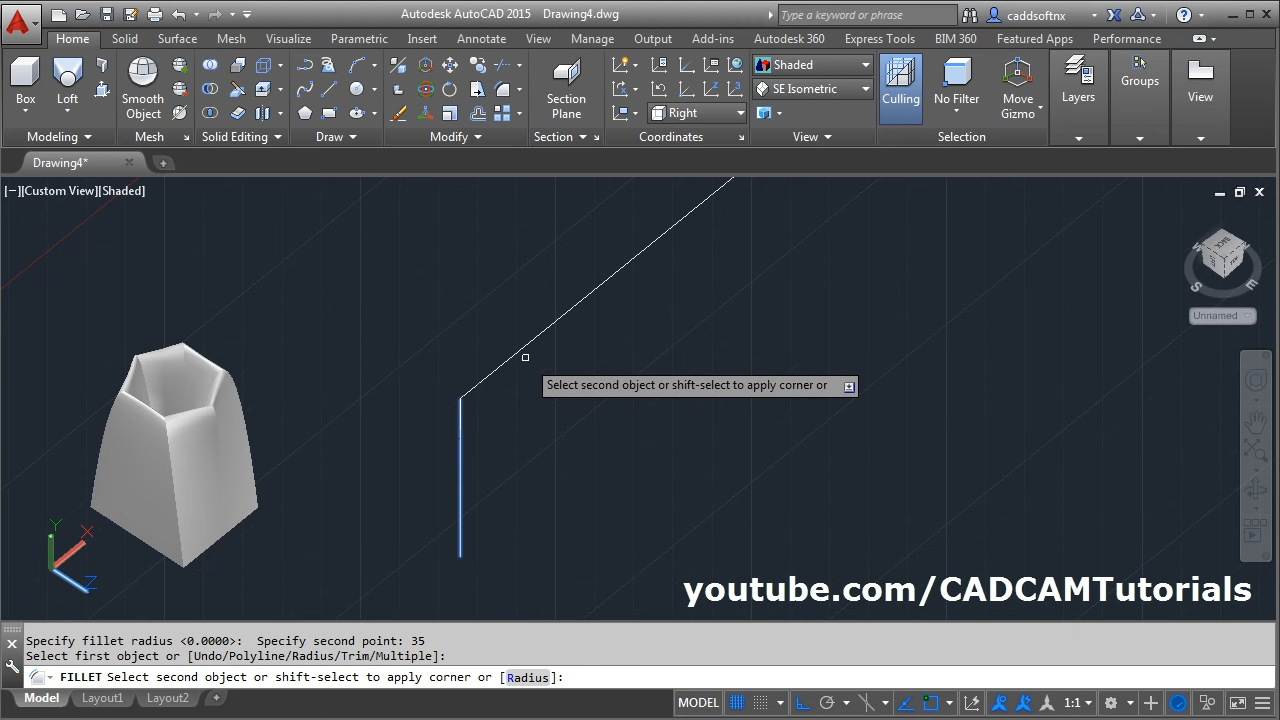 Autodesk AutoCAD 2015 Drawing4.dwg
Type a keyword or phrase
caddsoftnx
Home Solid Surface Mesh Visualize Parametric Insert Annotate View Manage Output Add-ins Autodesk 360 Express Tools BIM 360 Featured Apps Performance
Box Loft
Smooth Object
Section Plane
Right
Shaded
SE Isometric
Culling
No Filter
Move Gizmo
Layers
Groups
View
Modeling Mesh Solid Editing Draw Modify Section Coordinates View Selection
Drawing4*
[−][Custom View][Shaded]
BACK
S
E
Unnamed
Select second object or shift-select to apply corner or
Y
X
Z
youtube.com/CADCAMTutorials
Specify fillet radius <0.0000>:  Specify second point: 35
Select first object or [Undo/Polyline/Radius/Trim/Multiple]:
FILLET Select second object or shift-select to apply corner or [Radius]:
Model Layout1 Layout2
MODEL
1:1